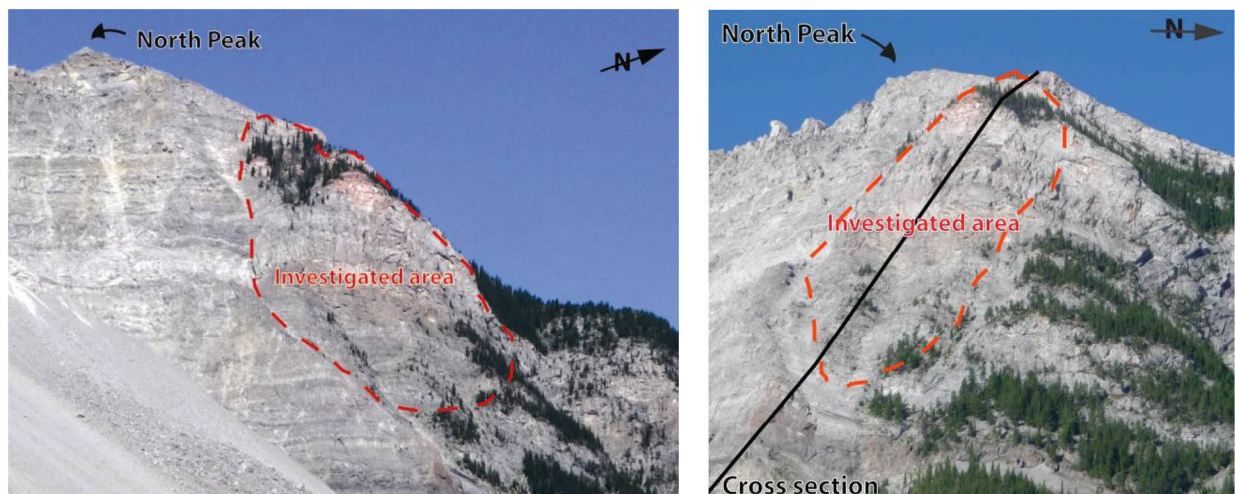 North Peak
N
Investigated area
North Peak
N
Investigated area
Cross section